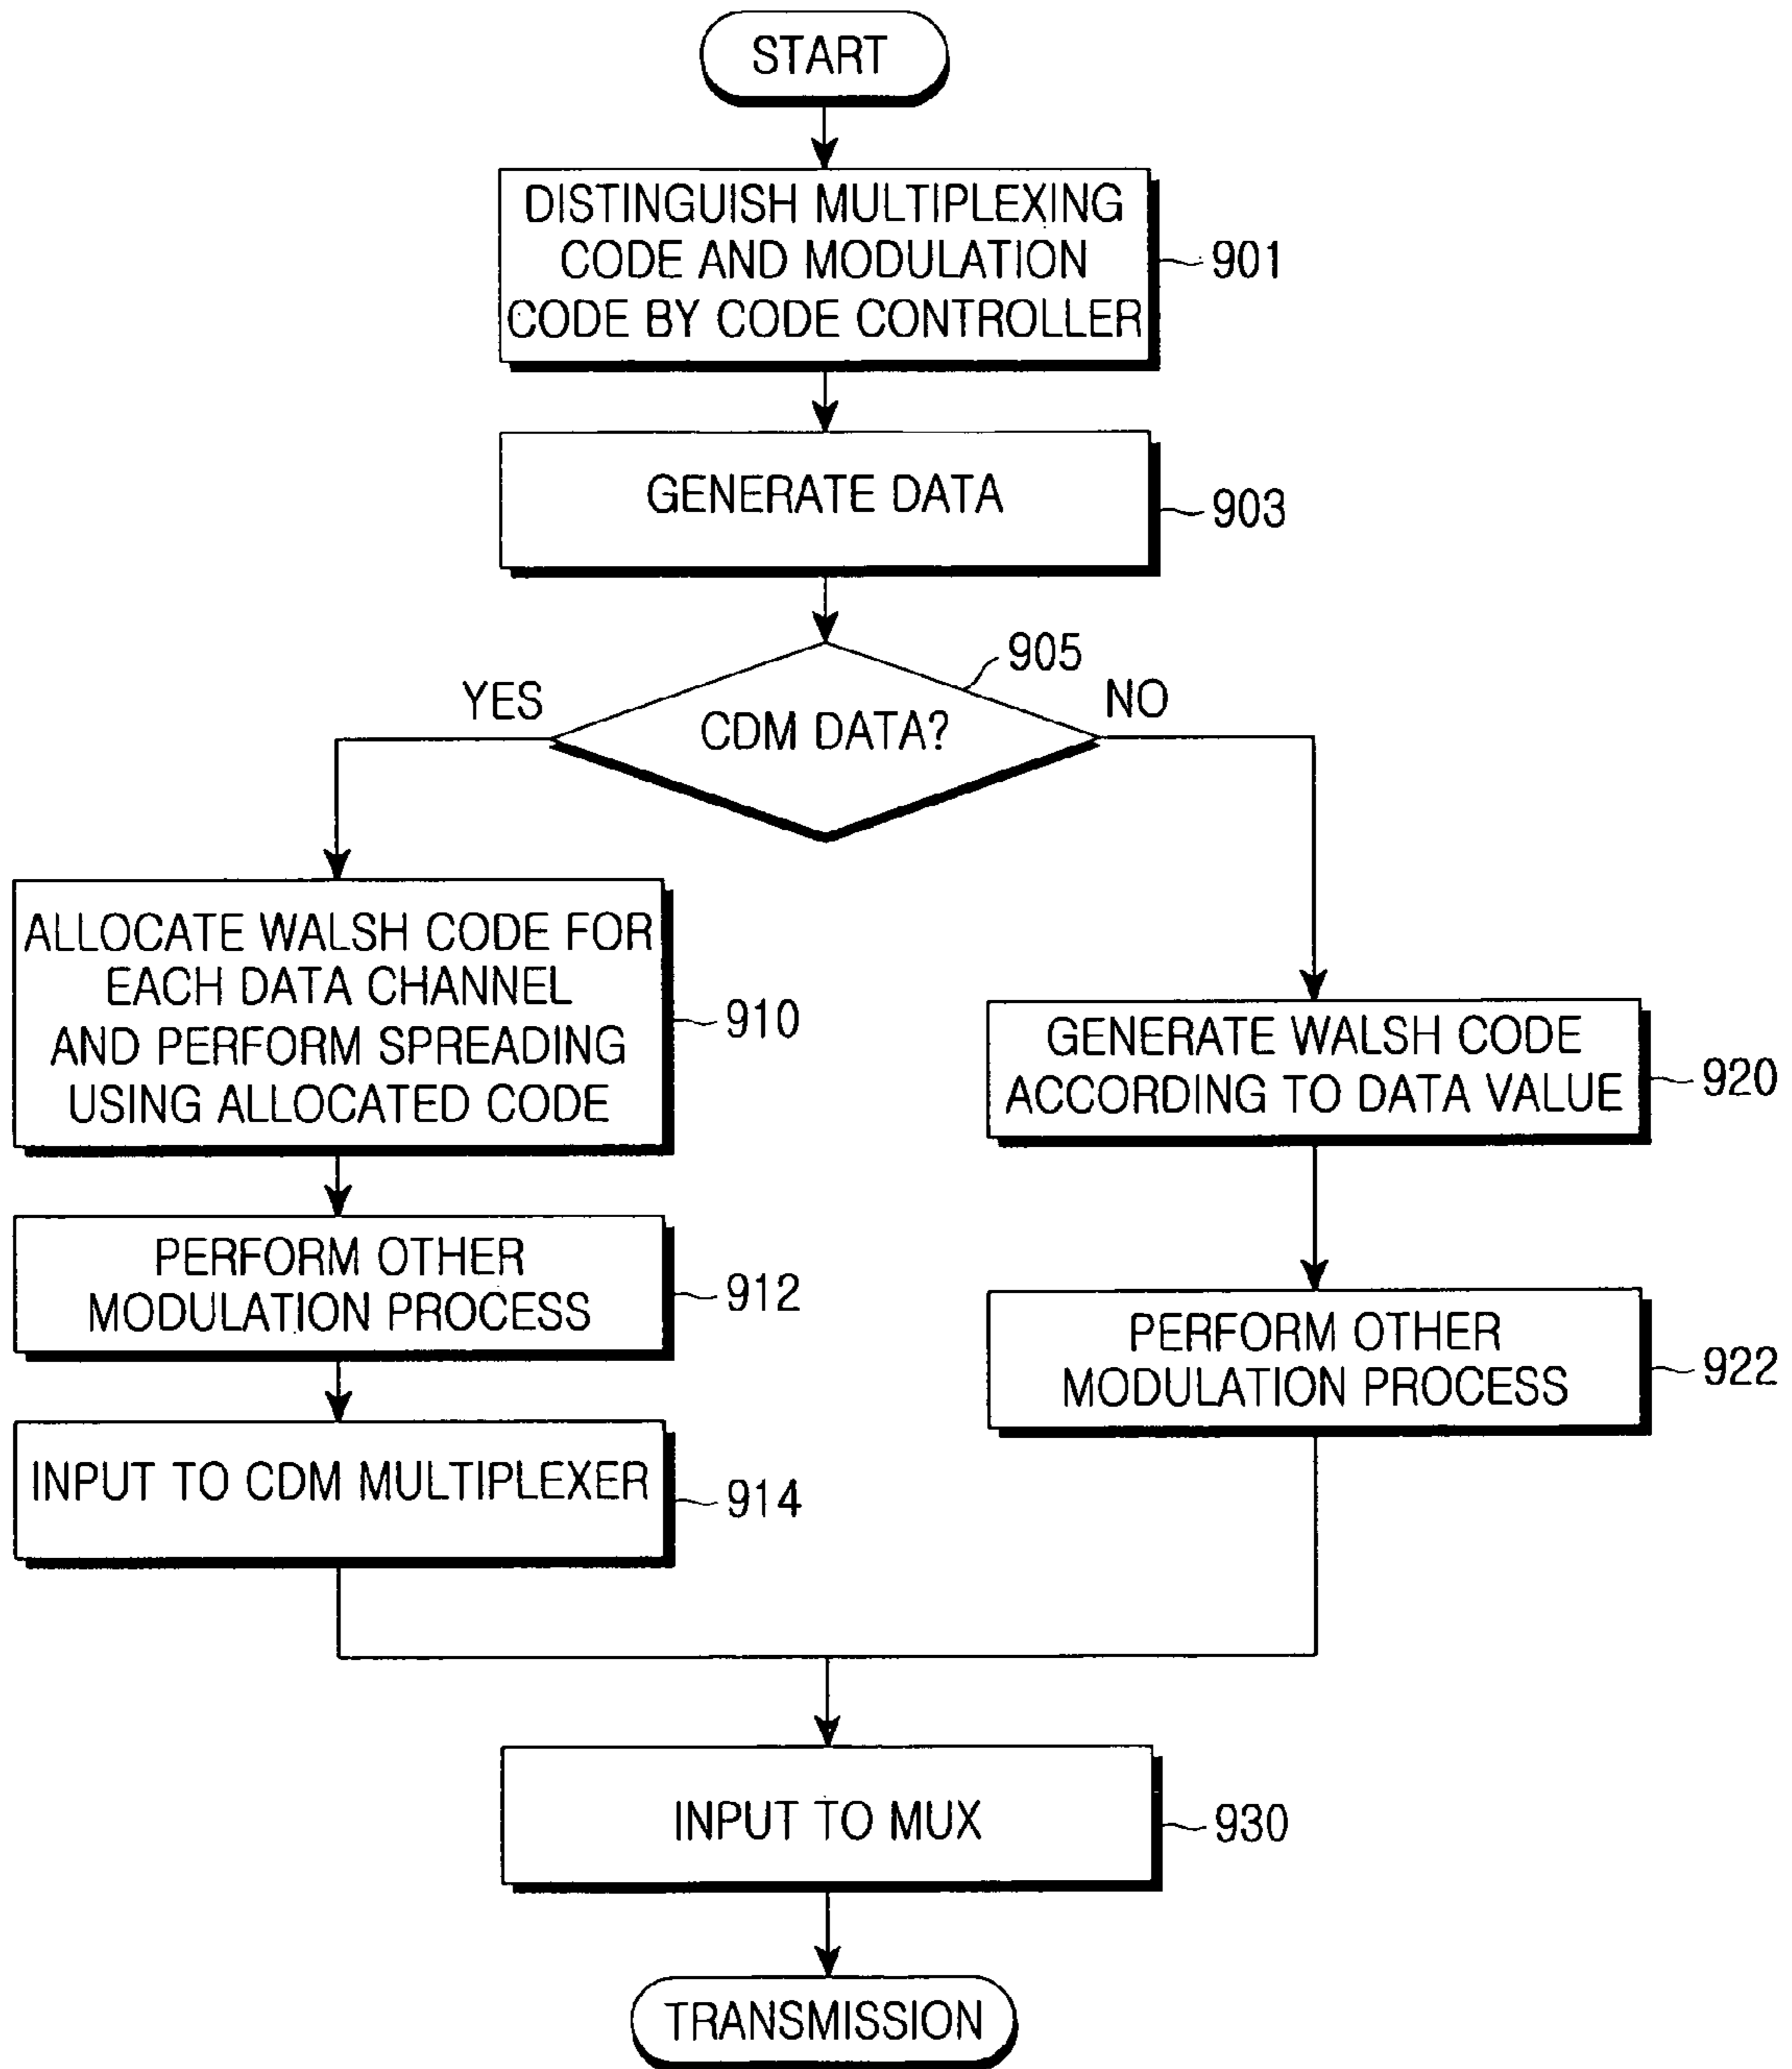 START
DISTINGUISH MULTIPLEXING
CODE AND MODULATION
CODE BY CODE CONTROLLER
901
GENERATE DATA
903
905
YES
NO
CDM DATA?
ALLOCATE WALSH CODE FOR
EACH DATA CHANNEL
AND PERFORM SPREADING
USING ALLOCATED CODE
910
GENERATE WALSH CODE
ACCORDING TO DATA VALUE
920
PERFORM OTHER
MODULATION PROCESS
912
PERFORM OTHER
MODULATION PROCESS
922
INPUT TO CDM MULTIPLEXER
914
INPUT TO MUX
930
TRANSMISSION